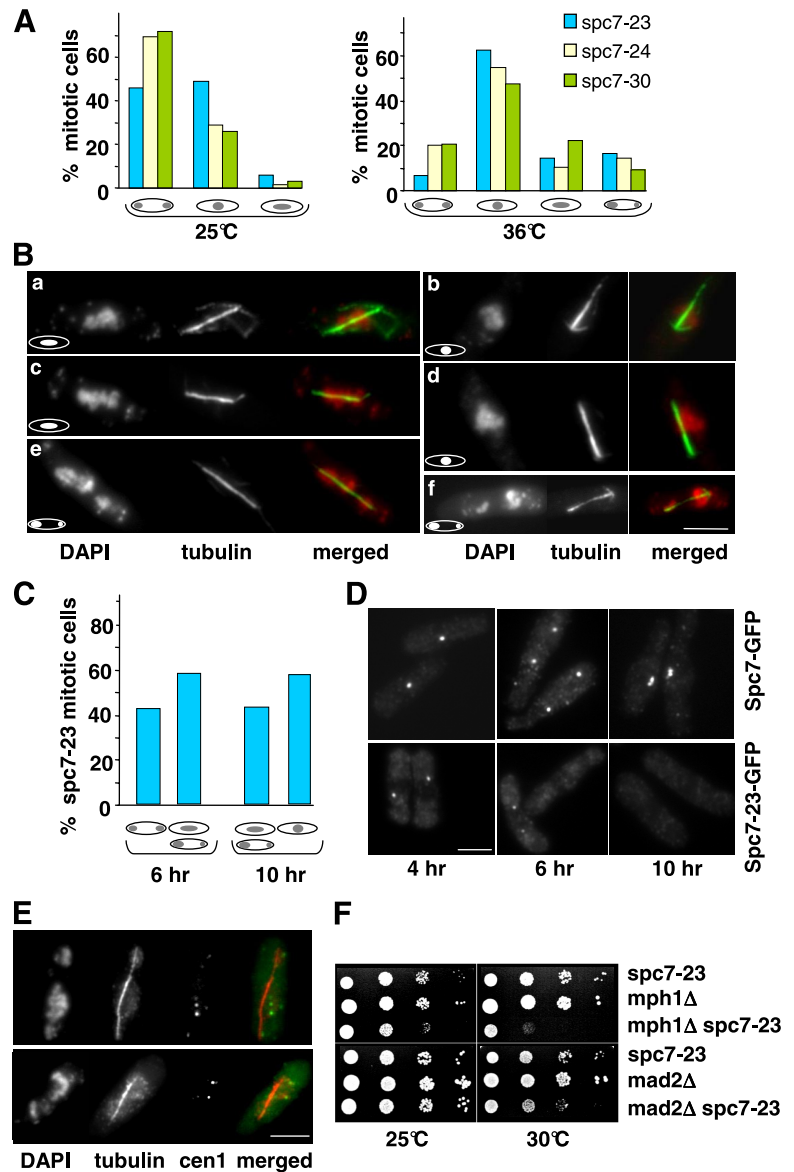 A
% mitotic cells
60
40
20
0
25°C
% mitotic cells
60
40
20
0
36°C
spc7-23
spc7-24
spc7-30
B
a
b
c
d
e
f
DAPI tubulin merged
DAPI tubulin merged
C
% spc7-23 mitotic cells
80
60
40
20
0
6 hr
10 hr
D
Spc7-GFP
Spc7-23-GFP
4 hr
6 hr
10 hr
E
DAPI tubulin cen1 merged
F
spc7-23
mph1Δ
mph1Δ spc7-23
spc7-23
mad2Δ
mad2Δ spc7-23
25°C
30°C